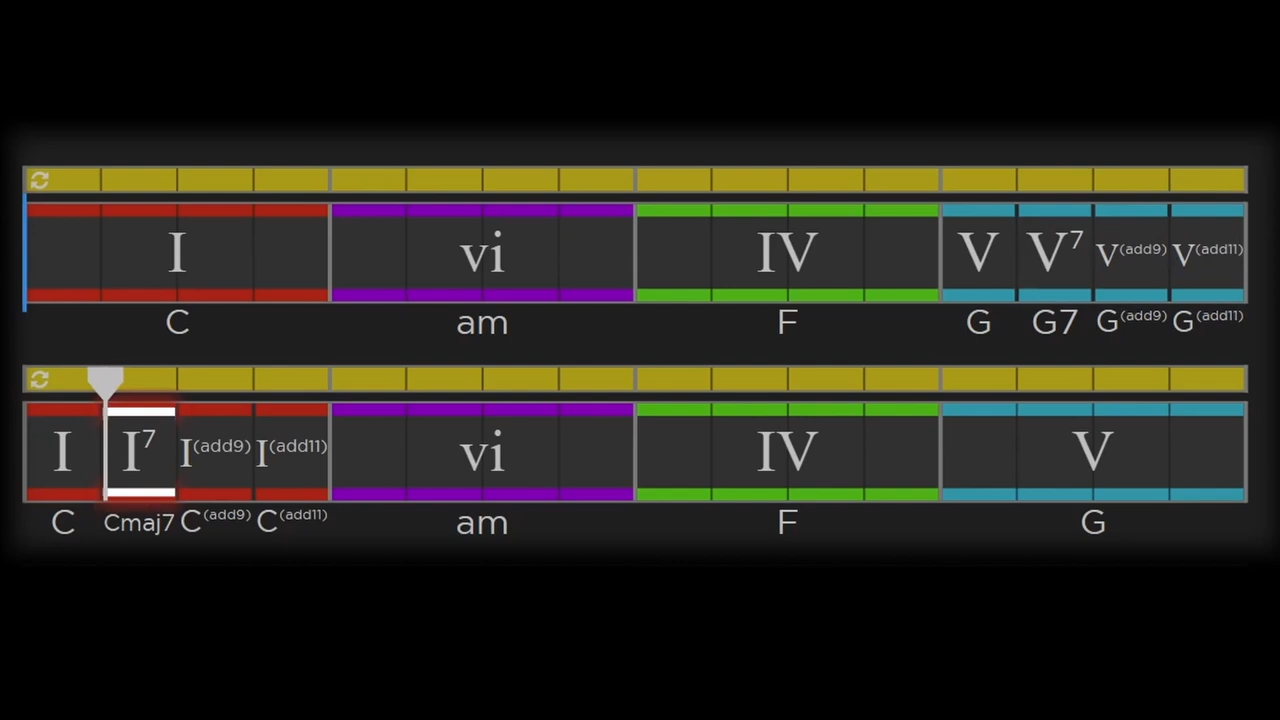 I vi IV V V⁷ V(add9) V(add11)
C am F G G7 G(add9) G(add11)
I I⁷ I(add9) I(add11) vi IV V
C Cmaj7 C(add9) C(add11) am F G